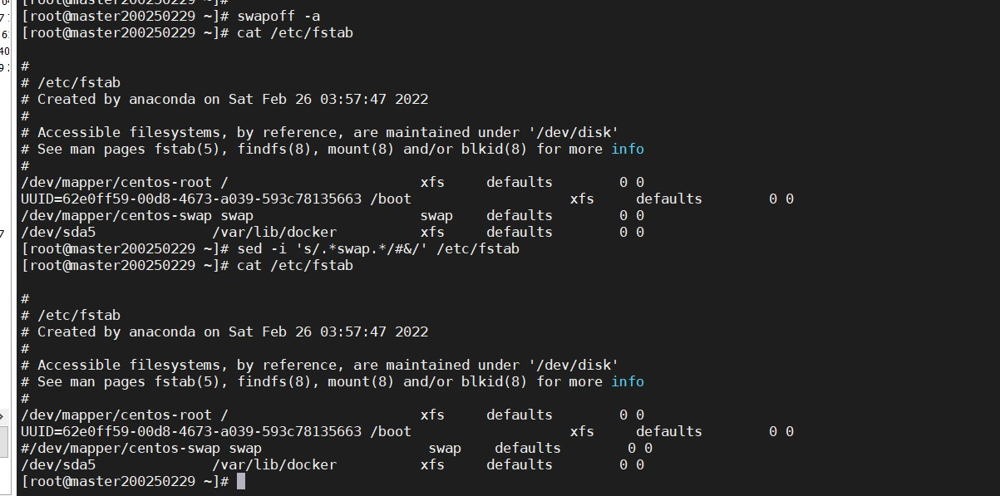 [root@master200250229 ~]#
[root@master200250229 ~]# swapoff -a
[root@master200250229 ~]# cat /etc/fstab
#
# /etc/fstab
# Created by anaconda on Sat Feb 26 03:57:47 2022
#
# Accessible filesystems, by reference, are maintained under '/dev/disk'
# See man pages fstab(5), findfs(8), mount(8) and/or blkid(8) for more info
#
/dev/mapper/centos-root / xfs defaults 0 0
UUID=62e0ff59-00d8-4673-a039-593c78135663 /boot xfs defaults 0 0
/dev/mapper/centos-swap swap swap defaults 0 0
/dev/sda5 /var/lib/docker xfs defaults 0 0
[root@master200250229 ~]# sed -i 's/.*swap.*/#&/' /etc/fstab
[root@master200250229 ~]# cat /etc/fstab
#
# /etc/fstab
# Created by anaconda on Sat Feb 26 03:57:47 2022
#
# Accessible filesystems, by reference, are maintained under '/dev/disk'
# See man pages fstab(5), findfs(8), mount(8) and/or blkid(8) for more info
#
/dev/mapper/centos-root / xfs defaults 0 0
UUID=62e0ff59-00d8-4673-a039-593c78135663 /boot xfs defaults 0 0
#/dev/mapper/centos-swap swap swap defaults 0 0
/dev/sda5 /var/lib/docker xfs defaults 0 0
[root@master200250229 ~]#